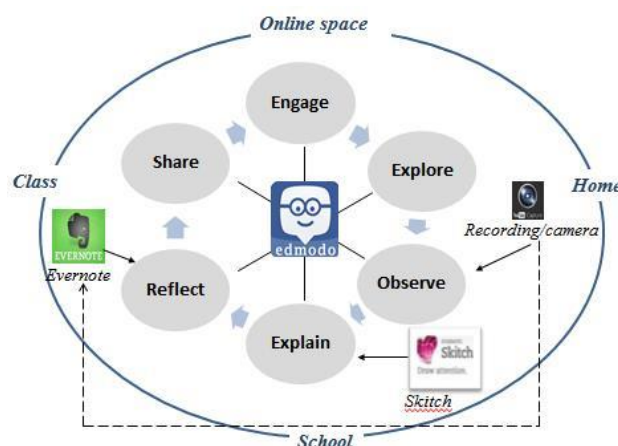 Online space
Engage
Share
Explore
Class
Home
edmodo
EVERNOTE
Evernote
Recording/camera
Reflect
Observe
Explain
Skitch
Draw attention.
Skitch
School